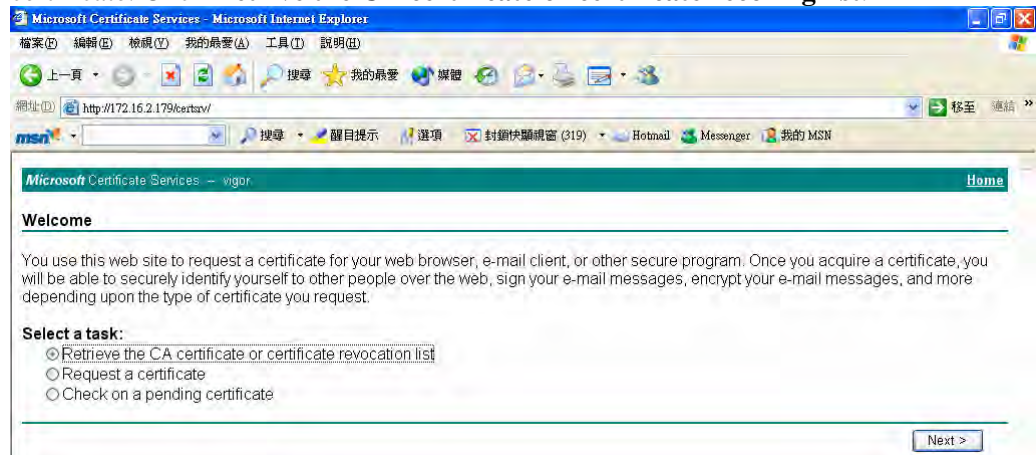 Microsoft Certificate Services - Microsoft Internet Explorer
檔案(F) 編輯(E) 檢視(V) 我的最愛(A) 工具(T) 說明(H)
上一頁 搜尋 我的最愛 媒體
網址(D) http://172.16.2.179/certsrv/ 移至 連結 »
msn 搜尋 醒目提示 選項 封鎖快顯視窗 (319) Hotmail Messenger 我的 MSN
Microsoft Certificate Services -- vigor Home
Welcome
You use this web site to request a certificate for your web browser, e-mail client, or other secure program. Once you acquire a certificate, you
will be able to securely identify yourself to other people over the web, sign your e-mail messages, encrypt your e-mail messages, and more
depending upon the type of certificate you request.
Select a task:
Retrieve the CA certificate or certificate revocation list
Request a certificate
Check on a pending certificate
Next >